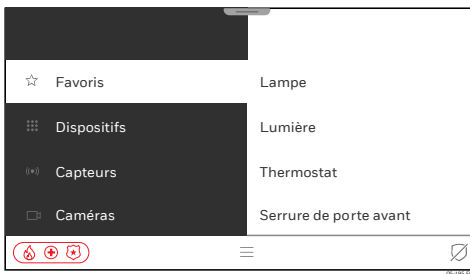 Favoris
Lampe
Dispositifs
Lumière
Capteurs
Thermostat
Caméras
Serrure de porte avant